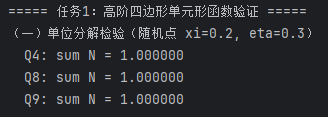 ===== 任务1：高阶四边形单元形函数验证 =====
（一）单位分解检验（随机点 xi=0.2, eta=0.3）
Q4: sum N = 1.000000
Q8: sum N = 1.000000
Q9: sum N = 1.000000